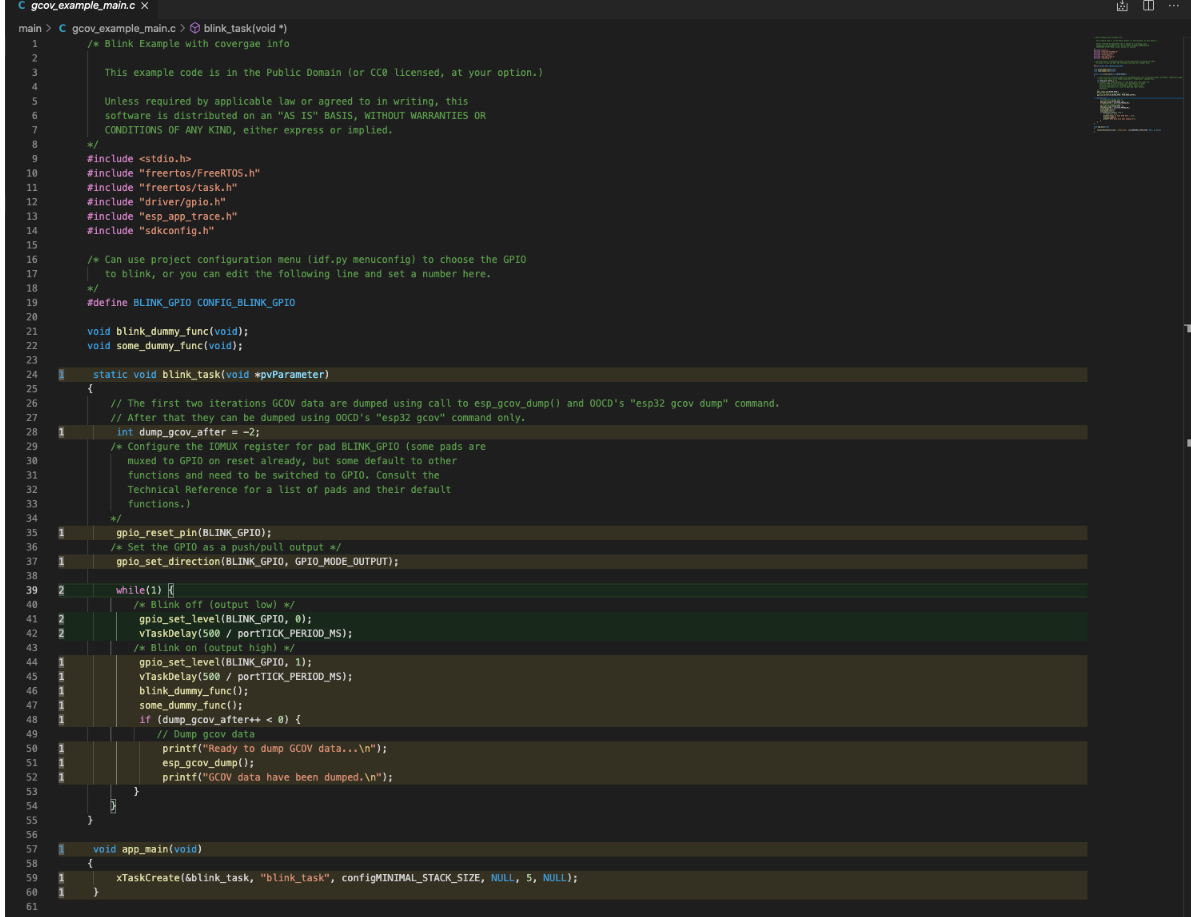 C gcov_example_main.c ×
main > C gcov_example_main.c > blink_task(void *)
1 /* Blink Example with covergae info
2
3 This example code is in the Public Domain (or CC0 licensed, at your option.)
4
5 Unless required by applicable law or agreed to in writing, this
6 software is distributed on an "AS IS" BASIS, WITHOUT WARRANTIES OR
7 CONDITIONS OF ANY KIND, either express or implied.
8 */
9 #include <stdio.h>
10 #include "freertos/FreeRTOS.h"
11 #include "freertos/task.h"
12 #include "driver/gpio.h"
13 #include "esp_app_trace.h"
14 #include "sdkconfig.h"
15
16 /* Can use project configuration menu (idf.py menuconfig) to choose the GPIO
17 to blink, or you can edit the following line and set a number here.
18 */
19 #define BLINK_GPIO CONFIG_BLINK_GPIO
20
21 void blink_dummy_func(void);
22 void some_dummy_func(void);
23
24 1 static void blink_task(void *pvParameter)
25 {
26 // The first two iterations GCOV data are dumped using call to esp_gcov_dump() and OOCD's "esp32 gcov dump" command.
27 // After that they can be dumped using OOCD's "esp32 gcov" command only.
28 1 int dump_gcov_after = -2;
29 /* Configure the IOMUX register for pad BLINK_GPIO (some pads are
30 muxed to GPIO on reset already, but some default to other
31 functions and need to be switched to GPIO. Consult the
32 Technical Reference for a list of pads and their default
33 functions.)
34 */
35 1 gpio_reset_pin(BLINK_GPIO);
36 /* Set the GPIO as a push/pull output */
37 1 gpio_set_direction(BLINK_GPIO, GPIO_MODE_OUTPUT);
38
39 2 while(1) {
40 /* Blink off (output low) */
41 2 gpio_set_level(BLINK_GPIO, 0);
42 2 vTaskDelay(500 / portTICK_PERIOD_MS);
43 /* Blink on (output high) */
44 1 gpio_set_level(BLINK_GPIO, 1);
45 1 vTaskDelay(500 / portTICK_PERIOD_MS);
46 1 blink_dummy_func();
47 1 some_dummy_func();
48 1 if (dump_gcov_after++ < 0) {
49 // Dump gcov data
50 1 printf("Ready to dump GCOV data...\n");
51 1 esp_gcov_dump();
52 1 printf("GCOV data have been dumped.\n");
53 }
54 }
55 }
56
57 1 void app_main(void)
58 {
59 1 xTaskCreate(&blink_task, "blink_task", configMINIMAL_STACK_SIZE, NULL, 5, NULL);
60 1 }
61